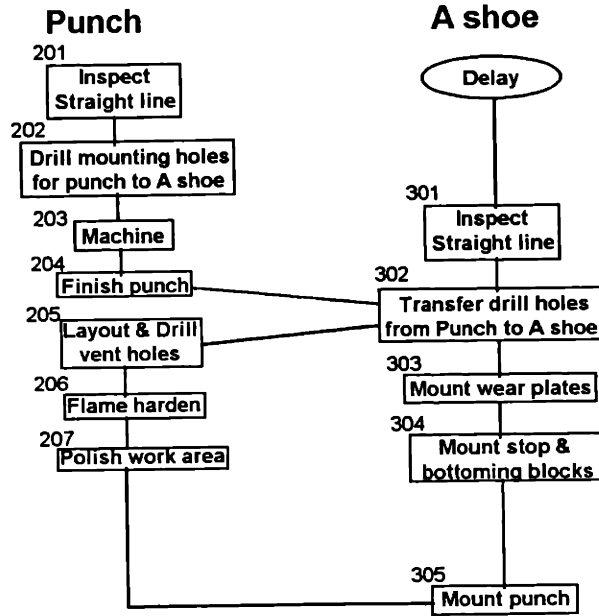 Punch
201
Inspect
Straight line
202
Drill mounting holes
for punch to A shoe
203
Machine
204
Finish punch
205
Layout & Drill
vent holes
206
Flame harden
207
Polish work area
A shoe
Delay
301
Inspect
Straight line
302
Transfer drill holes
from Punch to A shoe
303
Mount wear plates
304
Mount stop &
bottoming blocks
305
Mount punch